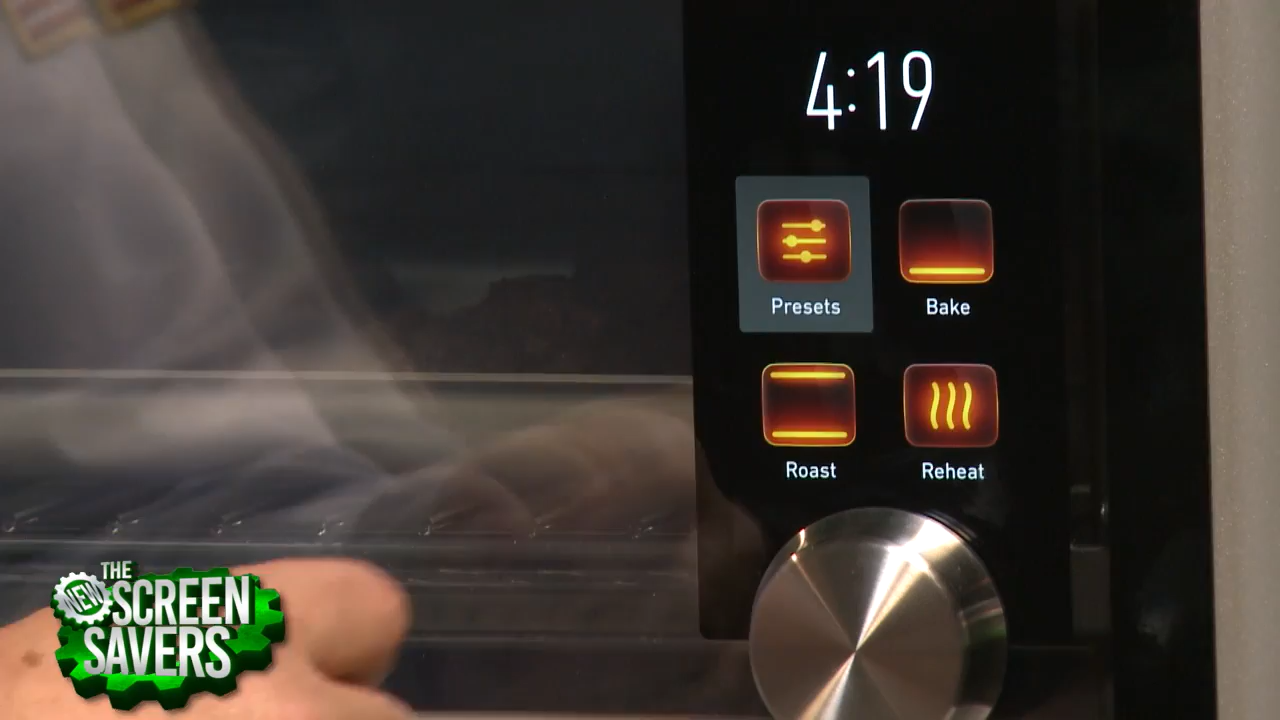 4:19
Presets
Bake
Roast
Reheat
THE
NEW
SCREEN
SAVERS